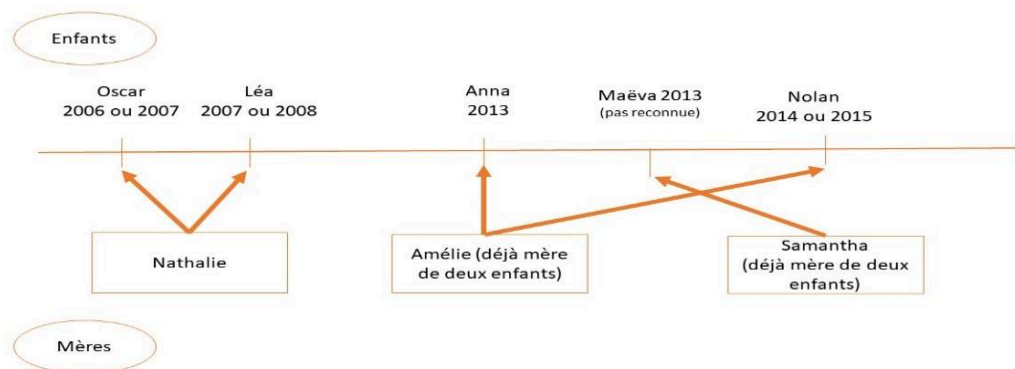 Enfants
Oscar
2006 ou 2007
Léa
2007 ou 2008
Anna
2013
Maëva 2013
(pas reconnue)
Nolan
2014 ou 2015
Nathalie
Amélie (déjà mère
de deux enfants)
Samantha
(déjà mère de deux
enfants)
Mères